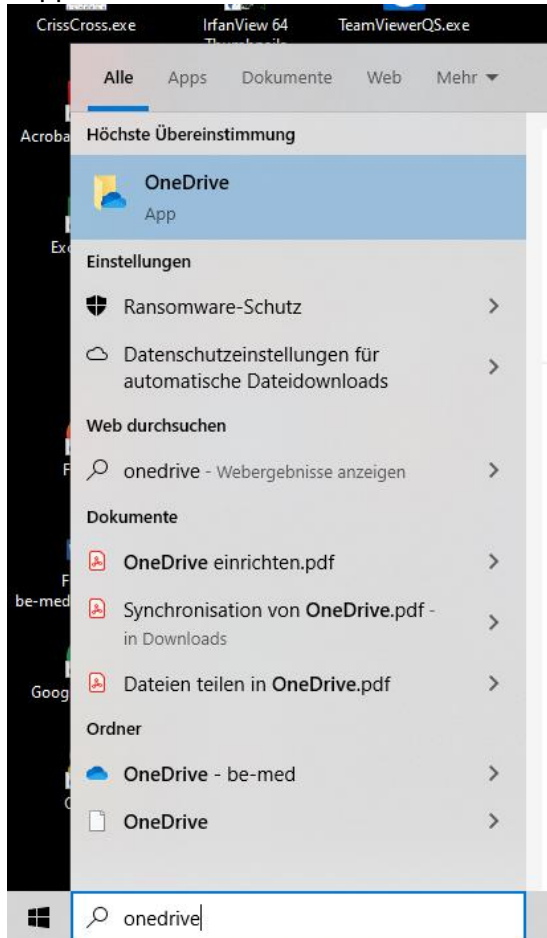 CrissCross.exe IrfanView 64 TeamViewerQS.exe
Alle Apps Dokumente Web Mehr
Acroba
Höchste Übereinstimmung
OneDrive
App
Einstellungen
Ransomware-Schutz
Datenschutzeinstellungen für
automatische Dateidownloads
Web durchsuchen
onedrive - Webergebnisse anzeigen
Dokumente
OneDrive einrichten.pdf
Synchronisation von OneDrive.pdf -
in Downloads
be-med
Dateien teilen in OneDrive.pdf
Goog
Ordner
OneDrive - be-med
OneDrive
onedrive